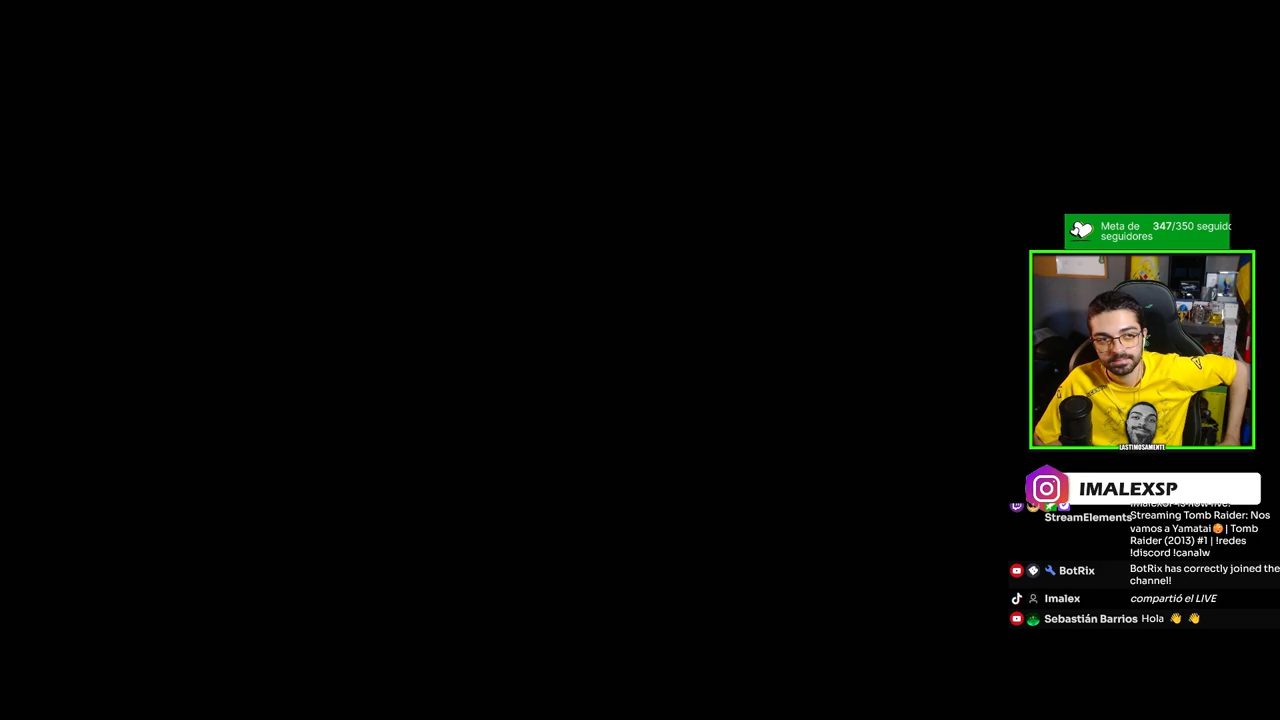 Meta de
seguidores
347/350 seguido
LASTIMOSAMENTE
IMALEXSP
StreamElements
Streaming Tomb Raider: Nos
vamos a Yamatai😡 | Tomb
Raider (2013) #1 | !redes
!discord !canalw
BotRix
BotRix has correctly joined the
channel!
Imalex
compartió el LIVE
Sebastián Barrios Hola 👋 👋